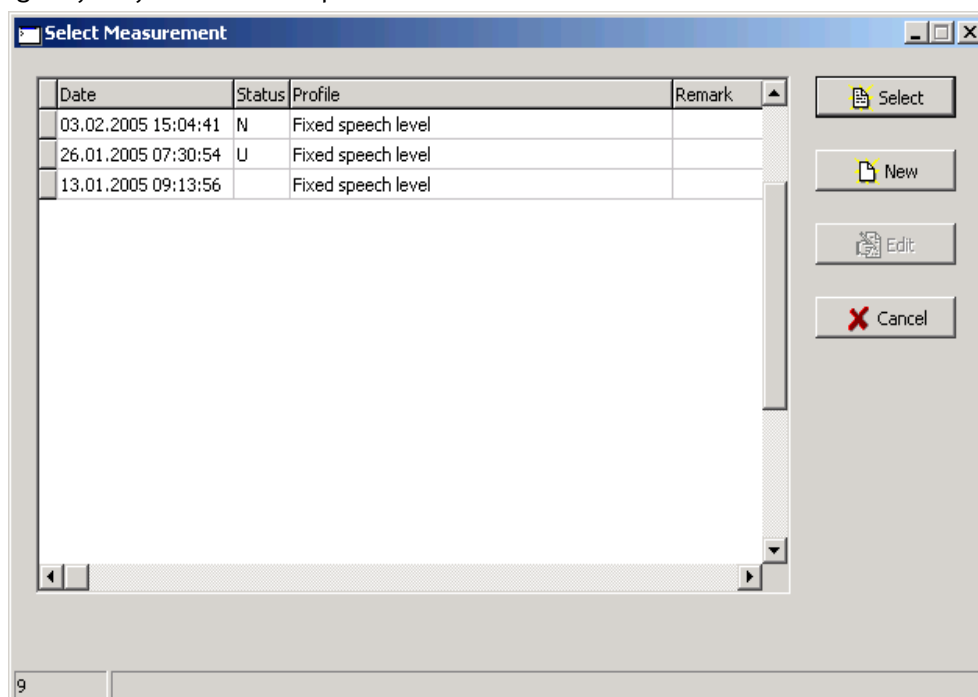 Select Measurement
Date Status Profile Remark
03.02.2005 15:04:41 N Fixed speech level
26.01.2005 07:30:54 U Fixed speech level
13.01.2005 09:13:56 Fixed speech level
Select
New
Edit
Cancel
9